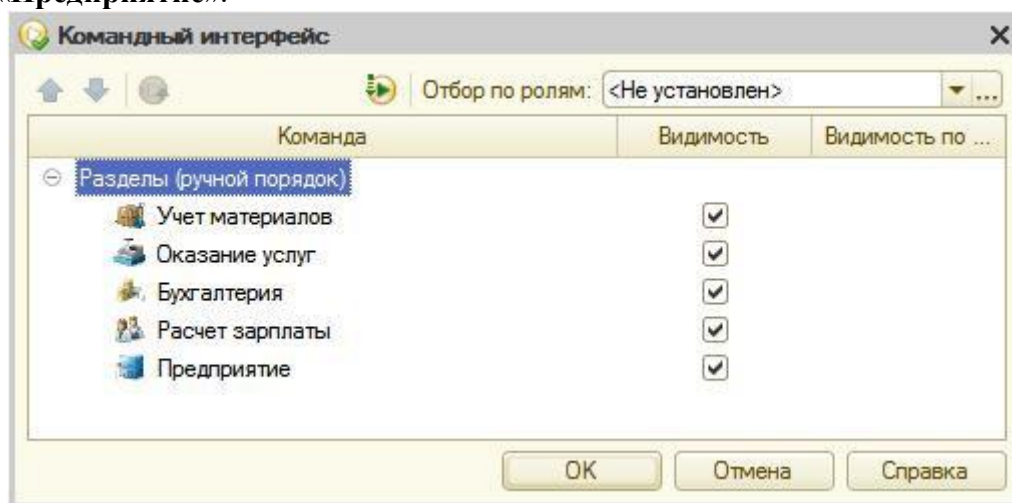 «Предприятие».
Командный интерфейс
Отбор по ролям: <Не установлен>
Команда Видимость Видимость по ...
Разделы (ручной порядок)
Учет материалов
Оказание услуг
Бухгалтерия
Расчет зарплаты
Предприятие
ОК Отмена Справка